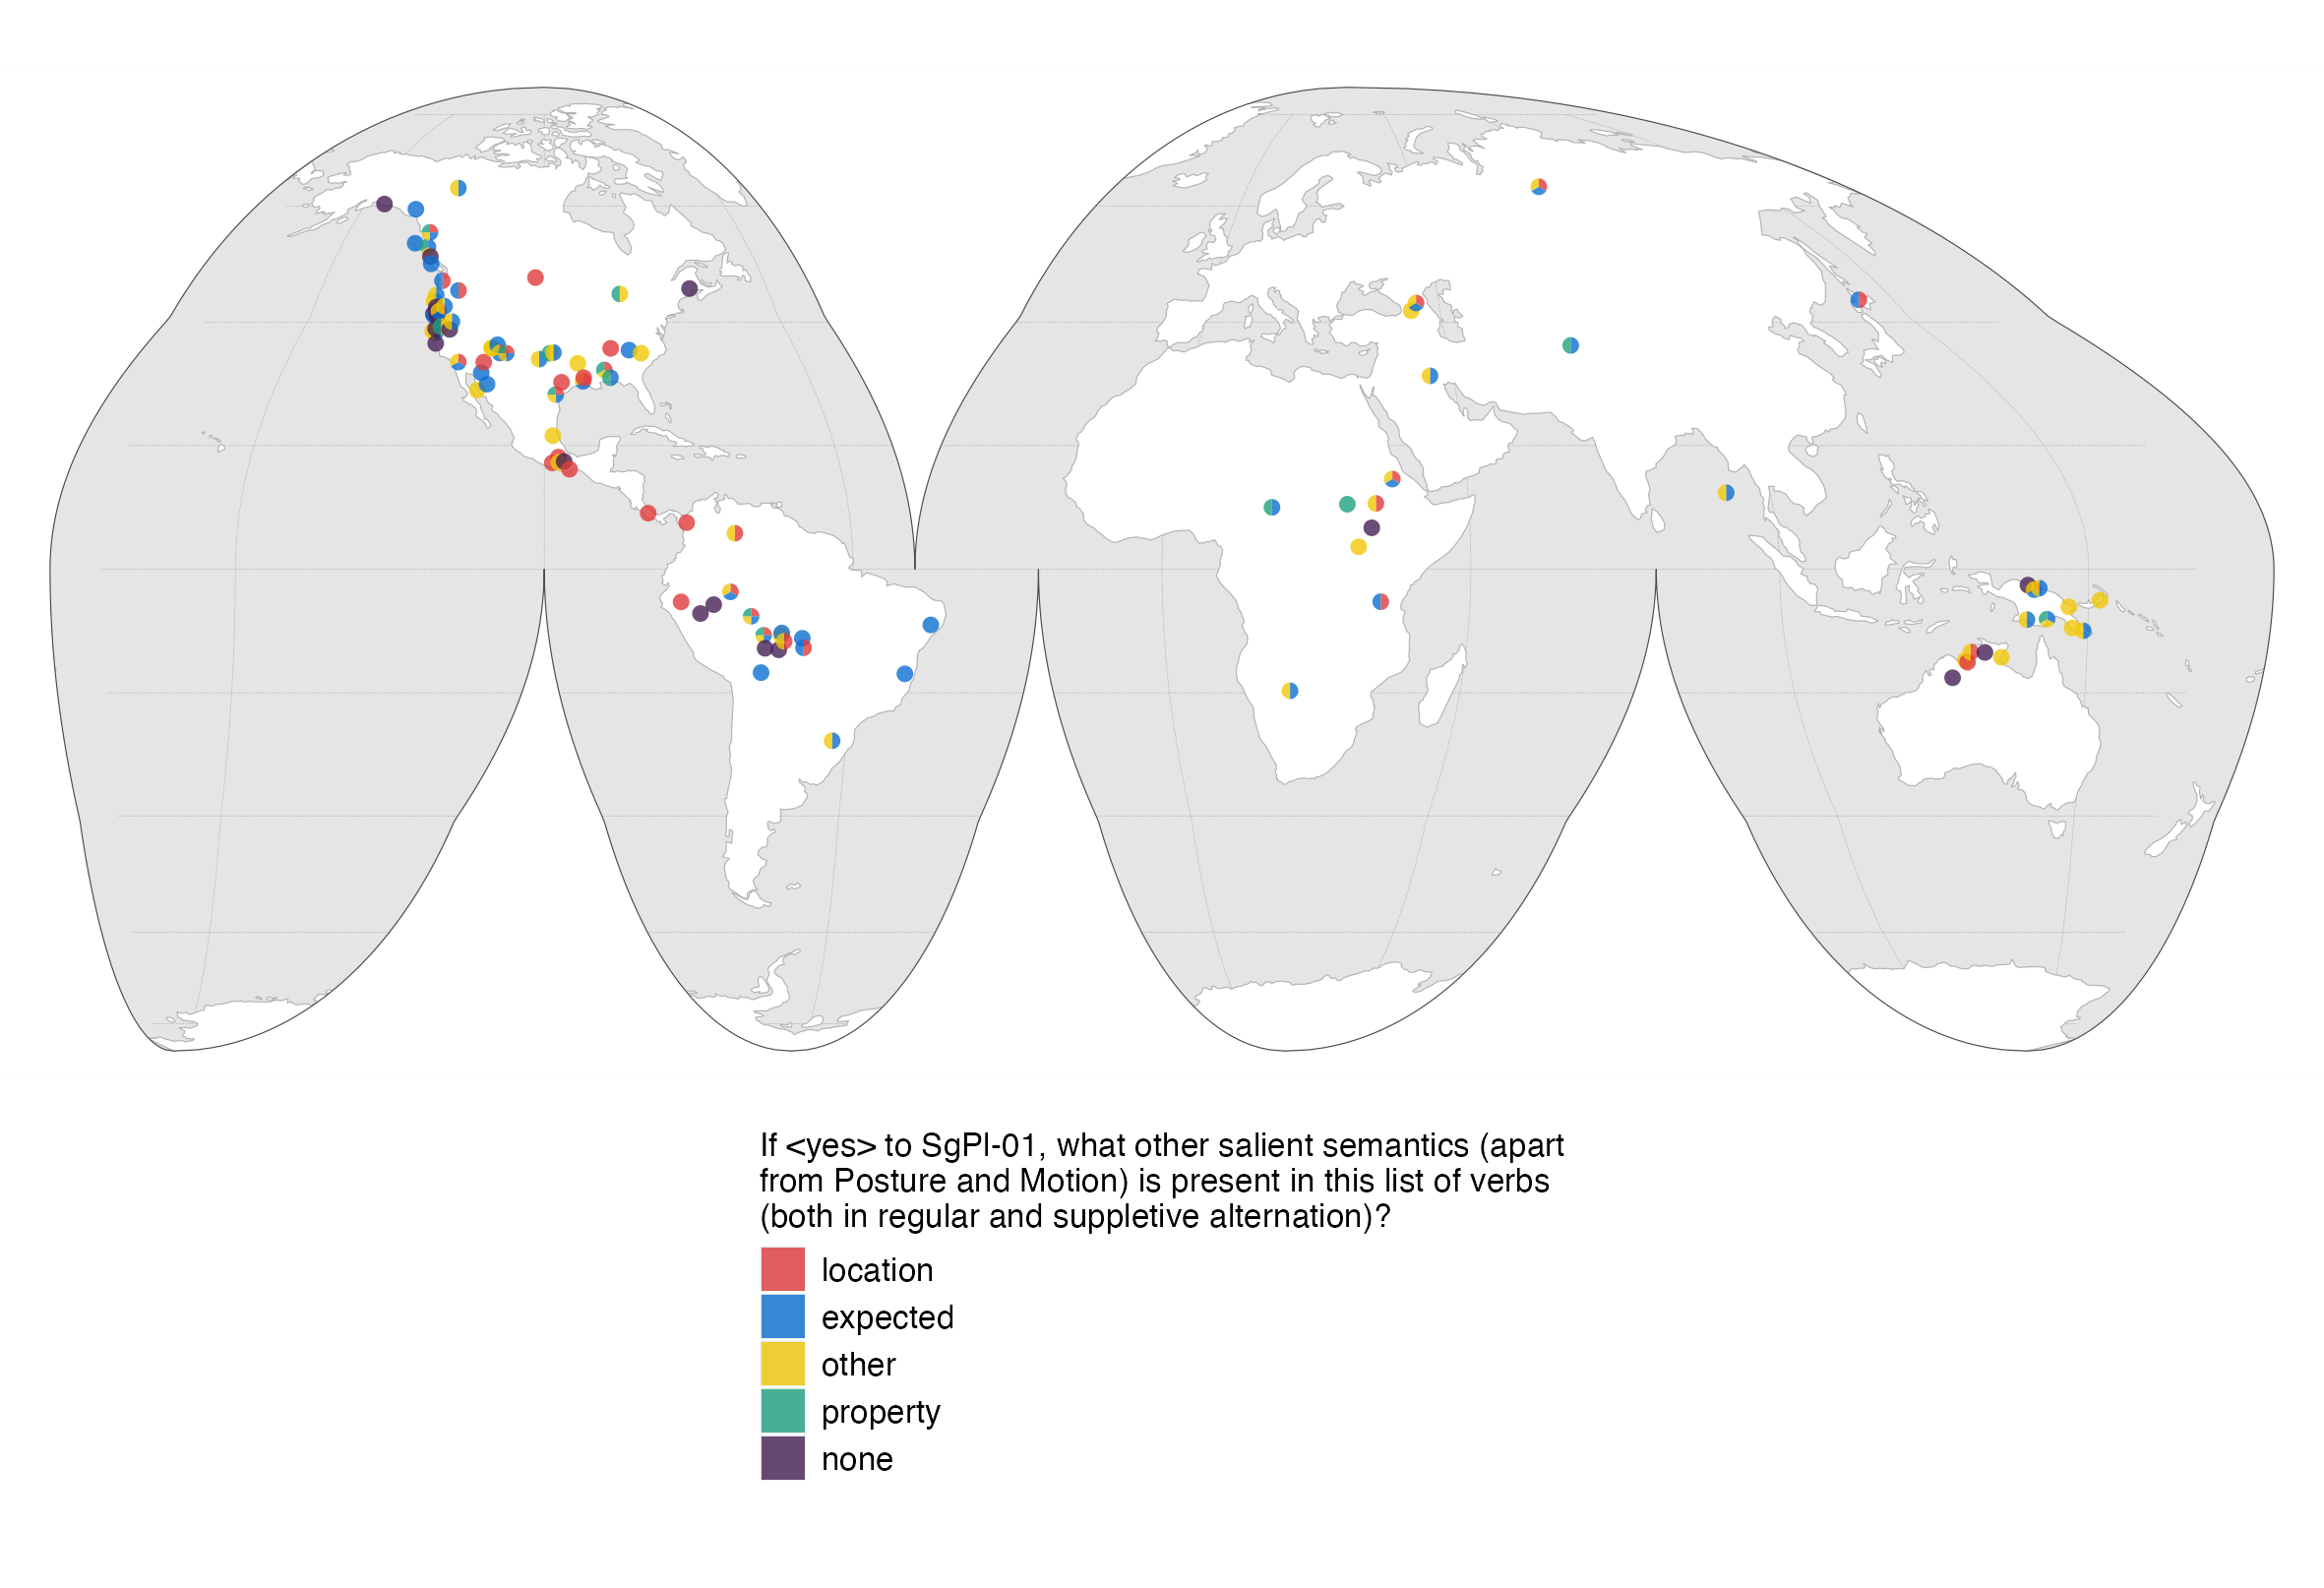 If <yes> to SgPl-01, what other salient semantics (apart
from Posture and Motion) is present in this list of verbs
(both in regular and suppletive alternation)?
location
expected
other
property
none